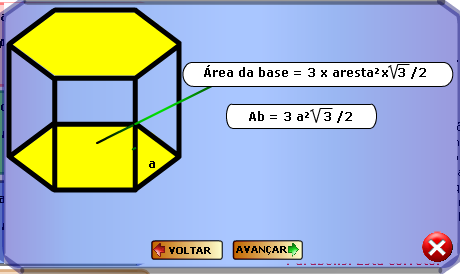 Área da base = 3 x aresta²x√3 /2
Ab = 3 a²√3 /2
a
VOLTAR
AVANÇAR